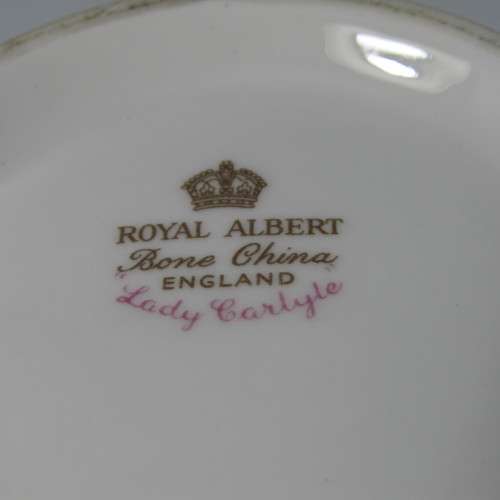 ROYAL ALBERT
Bone China
ENGLAND
"Lady Carlyle"